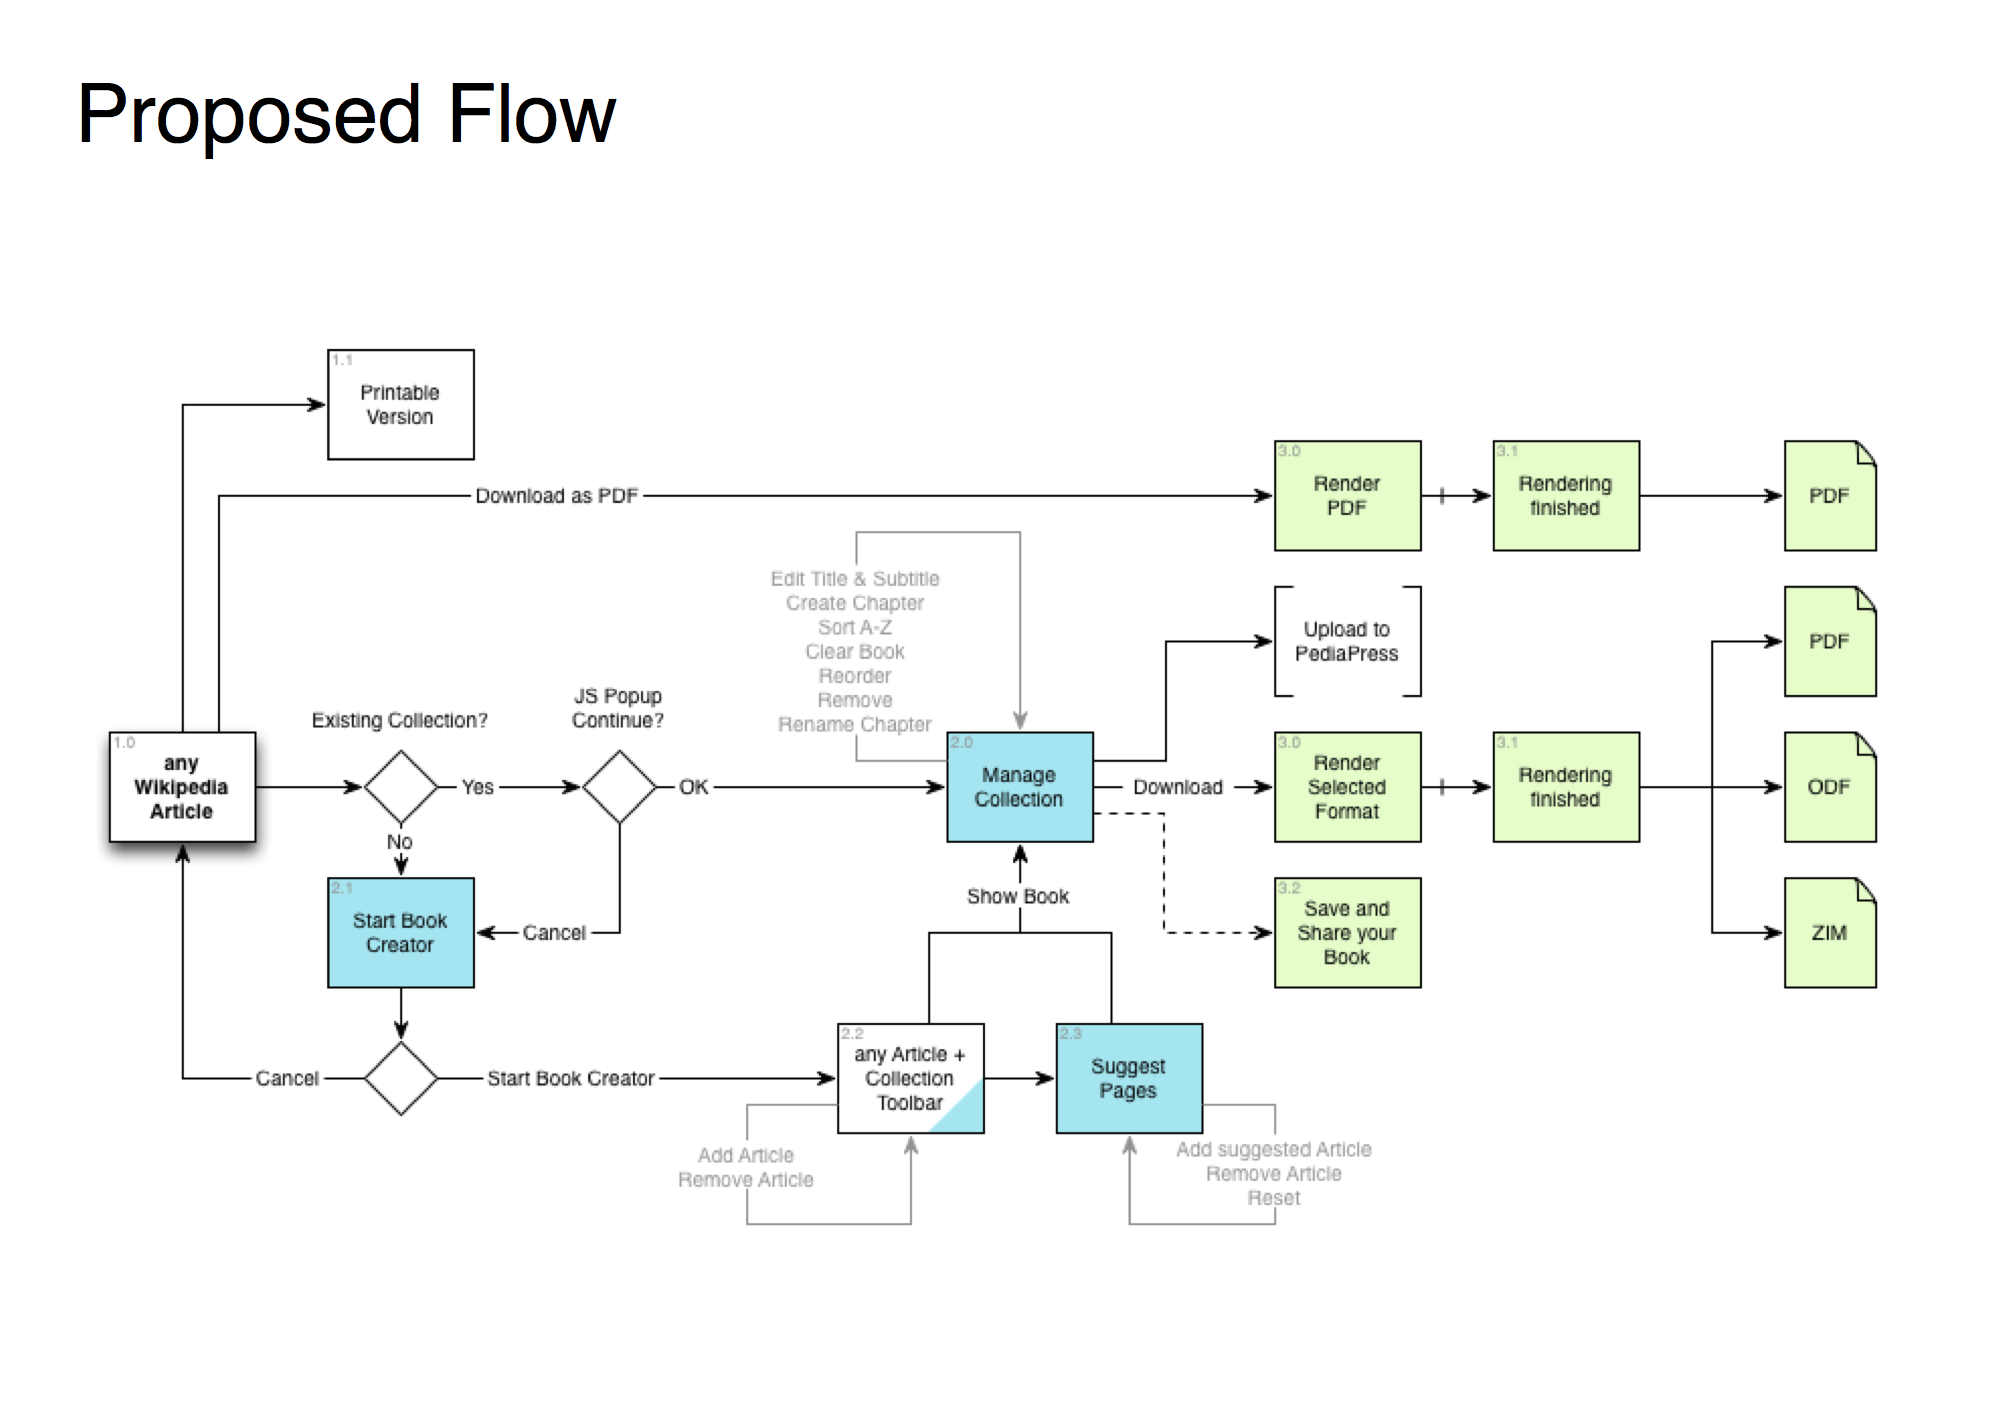 Proposed Flow
1.1
Printable
Version
Download as PDF
3.0
Render
PDF
3.1
Rendering
finished
PDF
Edit Title & Subtitle
Create Chapter
Sort A-Z
Clear Book
Reorder
Remove
Rename Chapter
Upload to
PediaPress
PDF
1.0
any
Wikipedia
Article
Existing Collection?
Yes
JS Popup
Continue?
OK
2.0
Manage
Collection
Download
3.0
Render
Selected
Format
3.1
Rendering
finished
ODF
No
2.1
Start Book
Creator
Cancel
Show Book
3.2
Save and
Share your
Book
ZIM
Cancel
Start Book Creator
2.2
any Article +
Collection
Toolbar
2.3
Suggest
Pages
Add Article
Remove Article
Add suggested Article
Remove Article
Reset